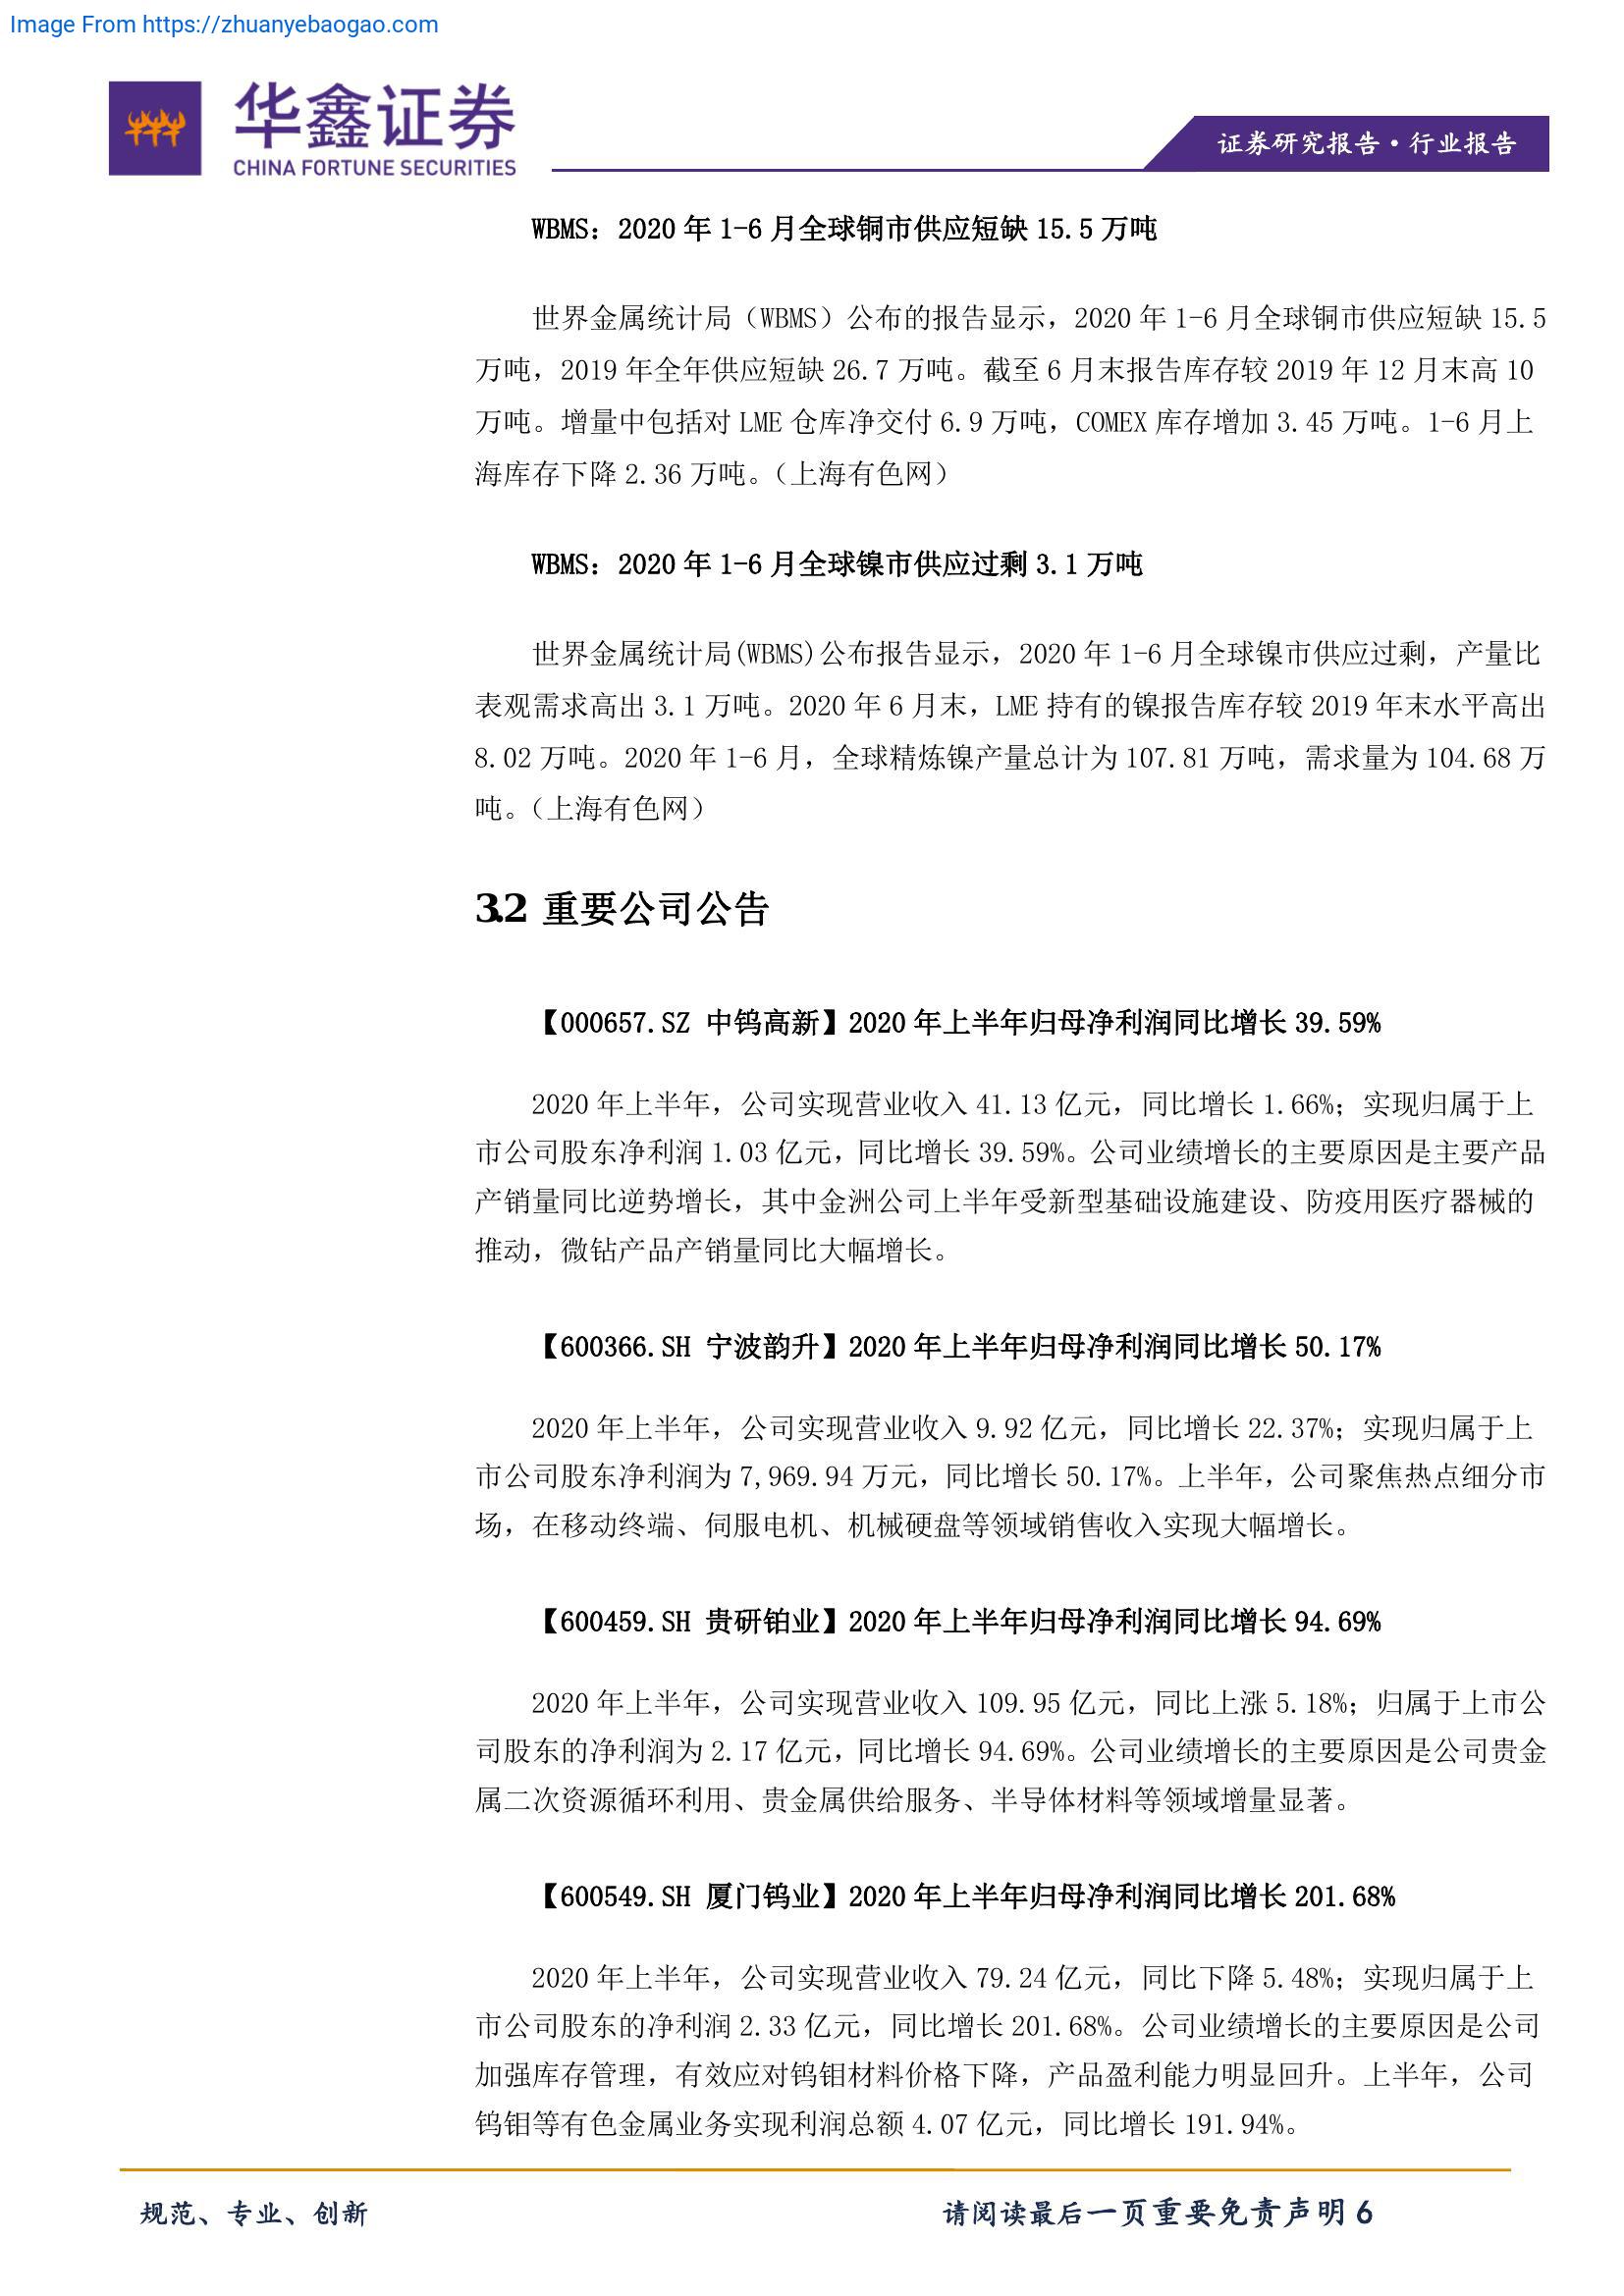 Image From https://zhuanyebaogao.com
华鑫证券
CHINA FORTUNE SECURITIES
证券研究报告·行业报告
WBMS：2020 年 1-6 月全球铜市供应短缺 15.5 万吨
世界金属统计局（WBMS）公布的报告显示，2020 年 1-6 月全球铜市供应短缺 15.5
万吨，2019 年全年供应短缺 26.7 万吨。截至 6 月末报告库存较 2019 年 12 月末高 10
万吨。增量中包括对 LME 仓库净交付 6.9 万吨，COMEX 库存增加 3.45 万吨。1-6 月上
海库存下降 2.36 万吨。（上海有色网）
WBMS：2020 年 1-6 月全球镍市供应过剩 3.1 万吨
世界金属统计局(WBMS)公布报告显示，2020 年 1-6 月全球镍市供应过剩，产量比
表观需求高出 3.1 万吨。2020 年 6 月末，LME 持有的镍报告库存较 2019 年末水平高出
8.02 万吨。2020 年 1-6 月，全球精炼镍产量总计为 107.81 万吨，需求量为 104.68 万
吨。（上海有色网）
3.2 重要公司公告
【000657.SZ 中钨高新】2020 年上半年归母净利润同比增长 39.59%
2020 年上半年，公司实现营业收入 41.13 亿元，同比增长 1.66%；实现归属于上
市公司股东净利润 1.03 亿元，同比增长 39.59%。公司业绩增长的主要原因是主要产品
产销量同比逆势增长，其中金洲公司上半年受新型基础设施建设、防疫用医疗器械的
推动，微钻产品产销量同比大幅增长。
【600366.SH 宁波韵升】2020 年上半年归母净利润同比增长 50.17%
2020 年上半年，公司实现营业收入 9.92 亿元，同比增长 22.37%；实现归属于上
市公司股东净利润为 7,969.94 万元，同比增长 50.17%。上半年，公司聚焦热点细分市
场，在移动终端、伺服电机、机械硬盘等领域销售收入实现大幅增长。
【600459.SH 贵研铂业】2020 年上半年归母净利润同比增长 94.69%
2020 年上半年，公司实现营业收入 109.95 亿元，同比上涨 5.18%；归属于上市公
司股东的净利润为 2.17 亿元，同比增长 94.69%。公司业绩增长的主要原因是公司贵金
属二次资源循环利用、贵金属供给服务、半导体材料等领域增量显著。
【600549.SH 厦门钨业】2020 年上半年归母净利润同比增长 201.68%
2020 年上半年，公司实现营业收入 79.24 亿元，同比下降 5.48%；实现归属于上
市公司股东的净利润 2.33 亿元，同比增长 201.68%。公司业绩增长的主要原因是公司
加强库存管理，有效应对钨钼材料价格下降，产品盈利能力明显回升。上半年，公司
钨钼等有色金属业务实现利润总额 4.07 亿元，同比增长 191.94%。
规范、专业、创新
请阅读最后一页重要免责声明 6